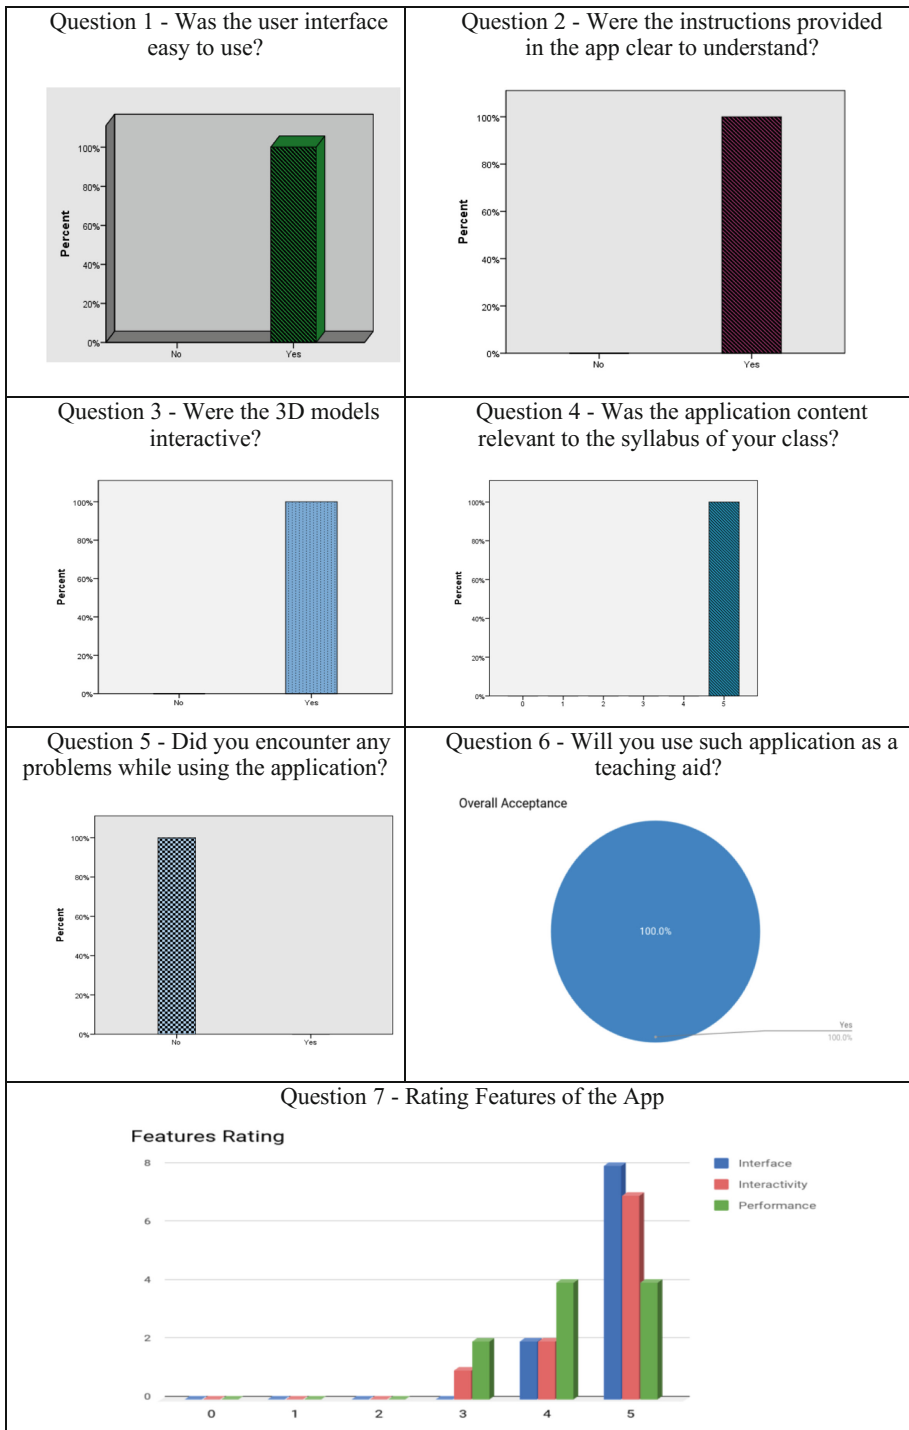 Question 1 - Was the user interface
easy to use?
100%
80%
60%
40%
20%
0%
Percent
No
Yes
Question 2 - Were the instructions provided
in the app clear to understand?
100%
80%
60%
40%
20%
0%
Percent
No
Yes
Question 3 - Were the 3D models
interactive?
100%
80%
60%
40%
20%
0%
Percent
No
Yes
Question 4 - Was the application content
relevant to the syllabus of your class?
100%
80%
60%
40%
20%
0%
Percent
0 1 2 3 4 5
Question 5 - Did you encounter any
problems while using the application?
100%
80%
60%
40%
20%
0%
Percent
No
Yes
Question 6 - Will you use such application as a
teaching aid?
Overall Acceptance
100.0%
Yes
100.0%
Question 7 - Rating Features of the App
Features Rating
8
6
4
2
0
0 1 2 3 4 5
Interface
Interactivity
Performance